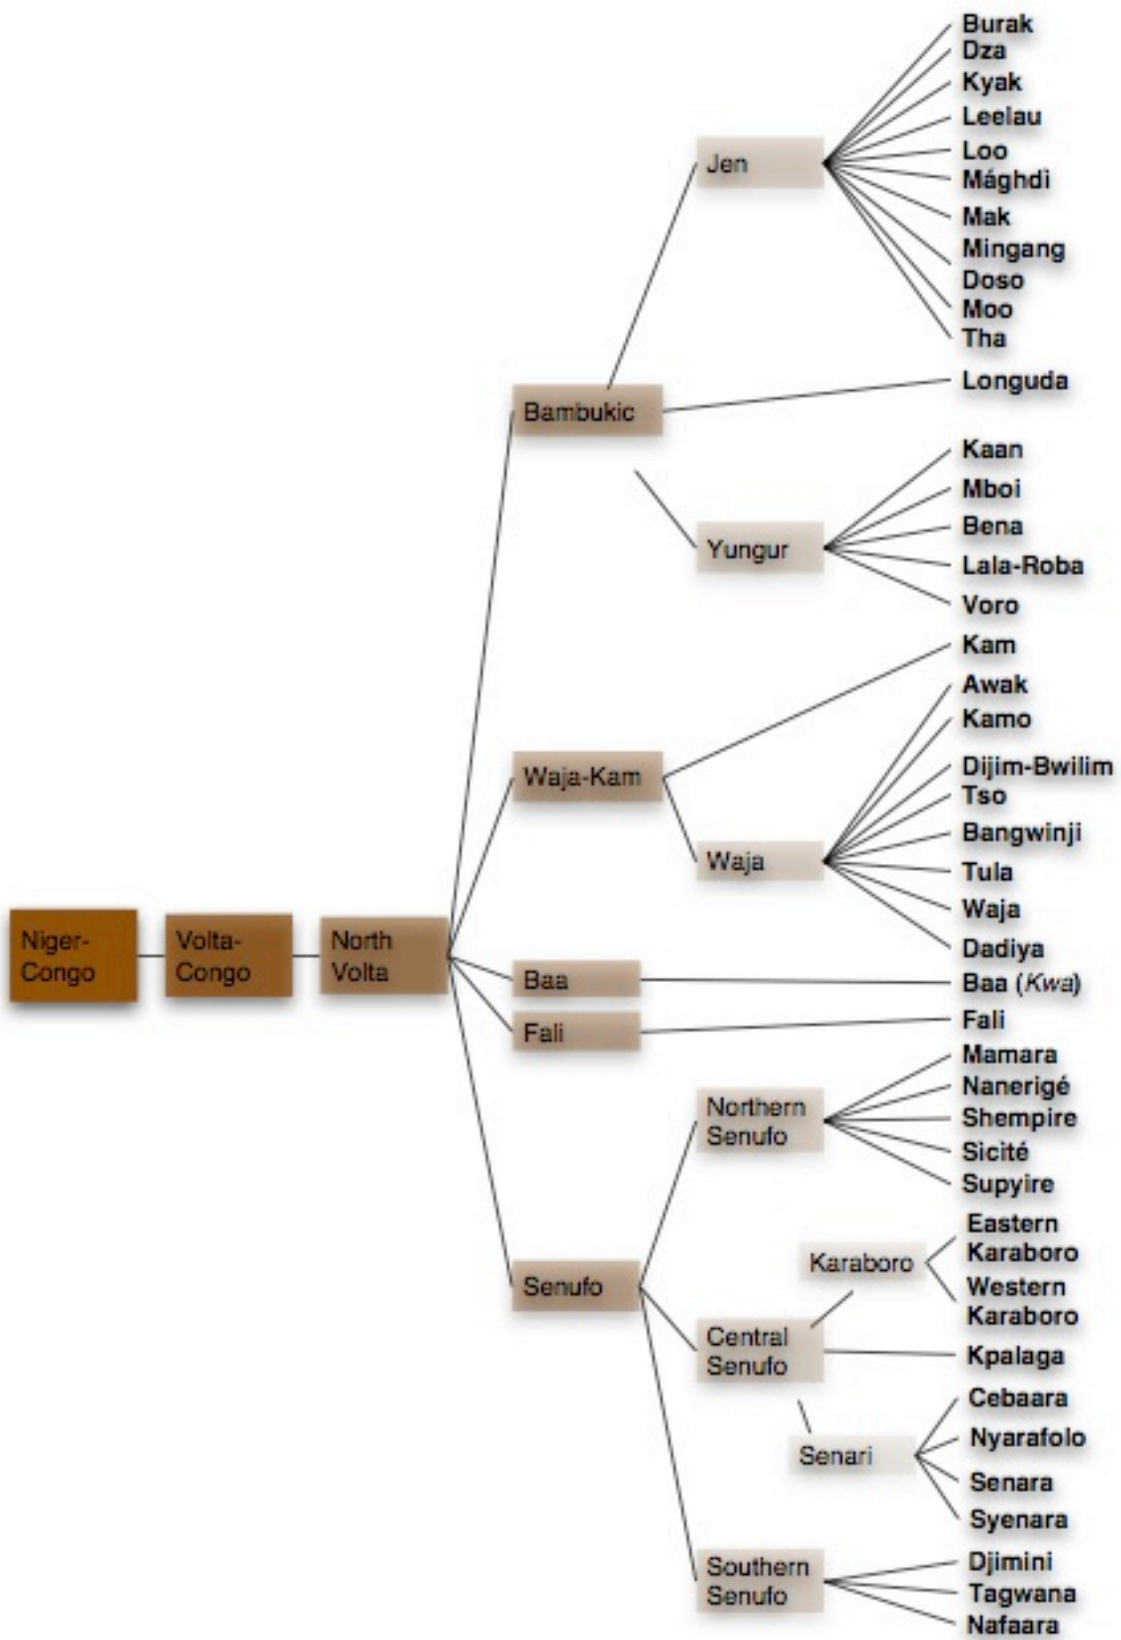 Burak
Dza
Kyak
Leelau
Jen
Loo
Mághdì
Mak
Mingang
Doso
Moo
Tha
Longuda
Bambukic
Kaan
Mboi
Bena
Yungur
Lala-Roba
Voro
Kam
Awak
Kamo
Waja-Kam
Dijim-Bwilim
Tso
Bangwinji
Waja
Tula
Waja
Dadiya
Niger-
Congo
Volta-
Congo
North
Volta
Baa
Baa (Kwa)
Fali
Fali
Mamara
Nanerigé
Northern
Senufo
Shempire
Sicité
Supyire
Eastern
Karaboro
Karaboro
Western
Karaboro
Senufo
Central
Senufo
Kpalaga
Cebaara
Nyarafolo
Senari
Senara
Syenara
Southern
Senufo
Djimini
Tagwana
Nafaara